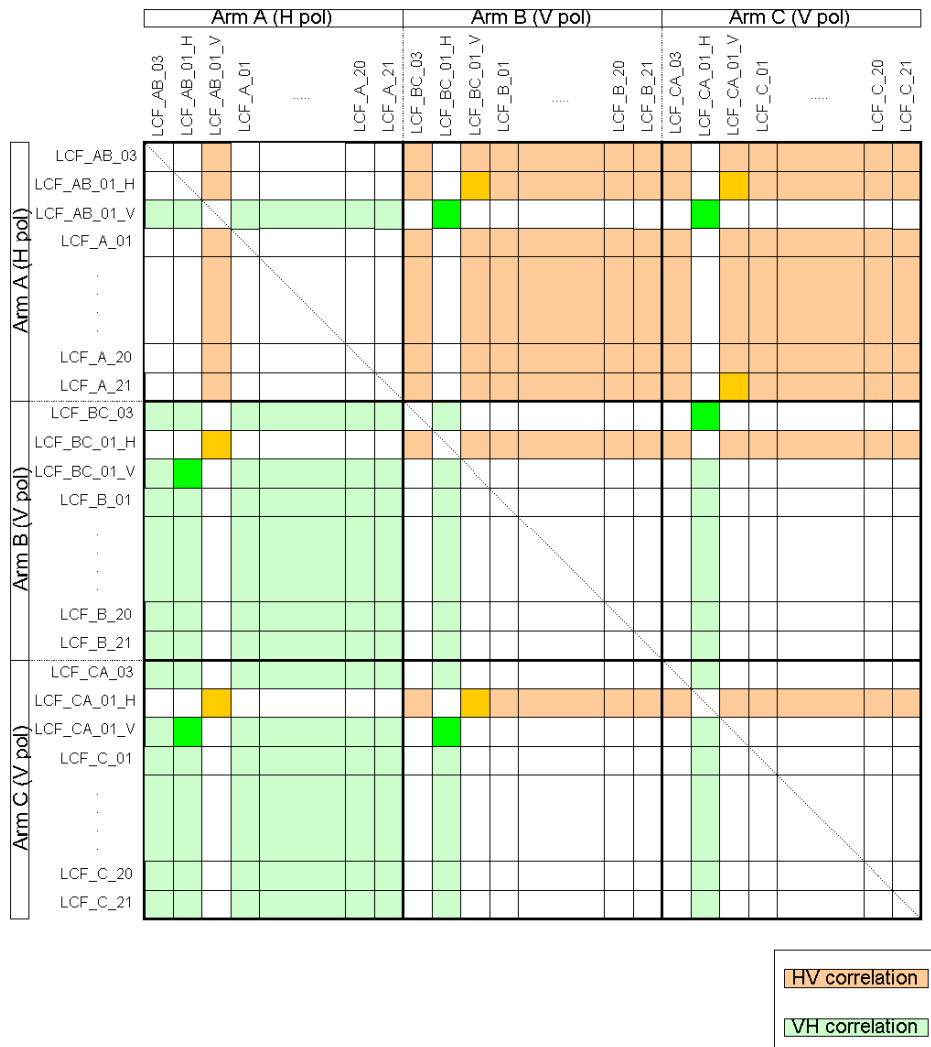 Arm A (H pol) Arm B (V pol) Arm C (V pol)
LCF_AB_03 LCF_AB_01_H LCF_AB_01_V LCF_A_01 ..... LCF_A_20 LCF_A_21 LCF_BC_03 LCF_BC_01_H LCF_BC_01_V LCF_B_01 ..... LCF_B_20 LCF_B_21 LCF_CA_03 LCF_CA_01_H LCF_CA_01_V LCF_C_01 ..... LCF_C_20 LCF_C_21
Arm A (H pol)
LCF_AB_03
LCF_AB_01_H
LCF_AB_01_V
LCF_A_01
.
.
.
.
LCF_A_20
LCF_A_21
Arm B (V pol)
LCF_BC_03
LCF_BC_01_H
LCF_BC_01_V
LCF_B_01
.
.
.
.
LCF_B_20
LCF_B_21
Arm C (V pol)
LCF_CA_03
LCF_CA_01_H
LCF_CA_01_V
LCF_C_01
.
.
.
.
LCF_C_20
LCF_C_21
HV correlation
VH correlation